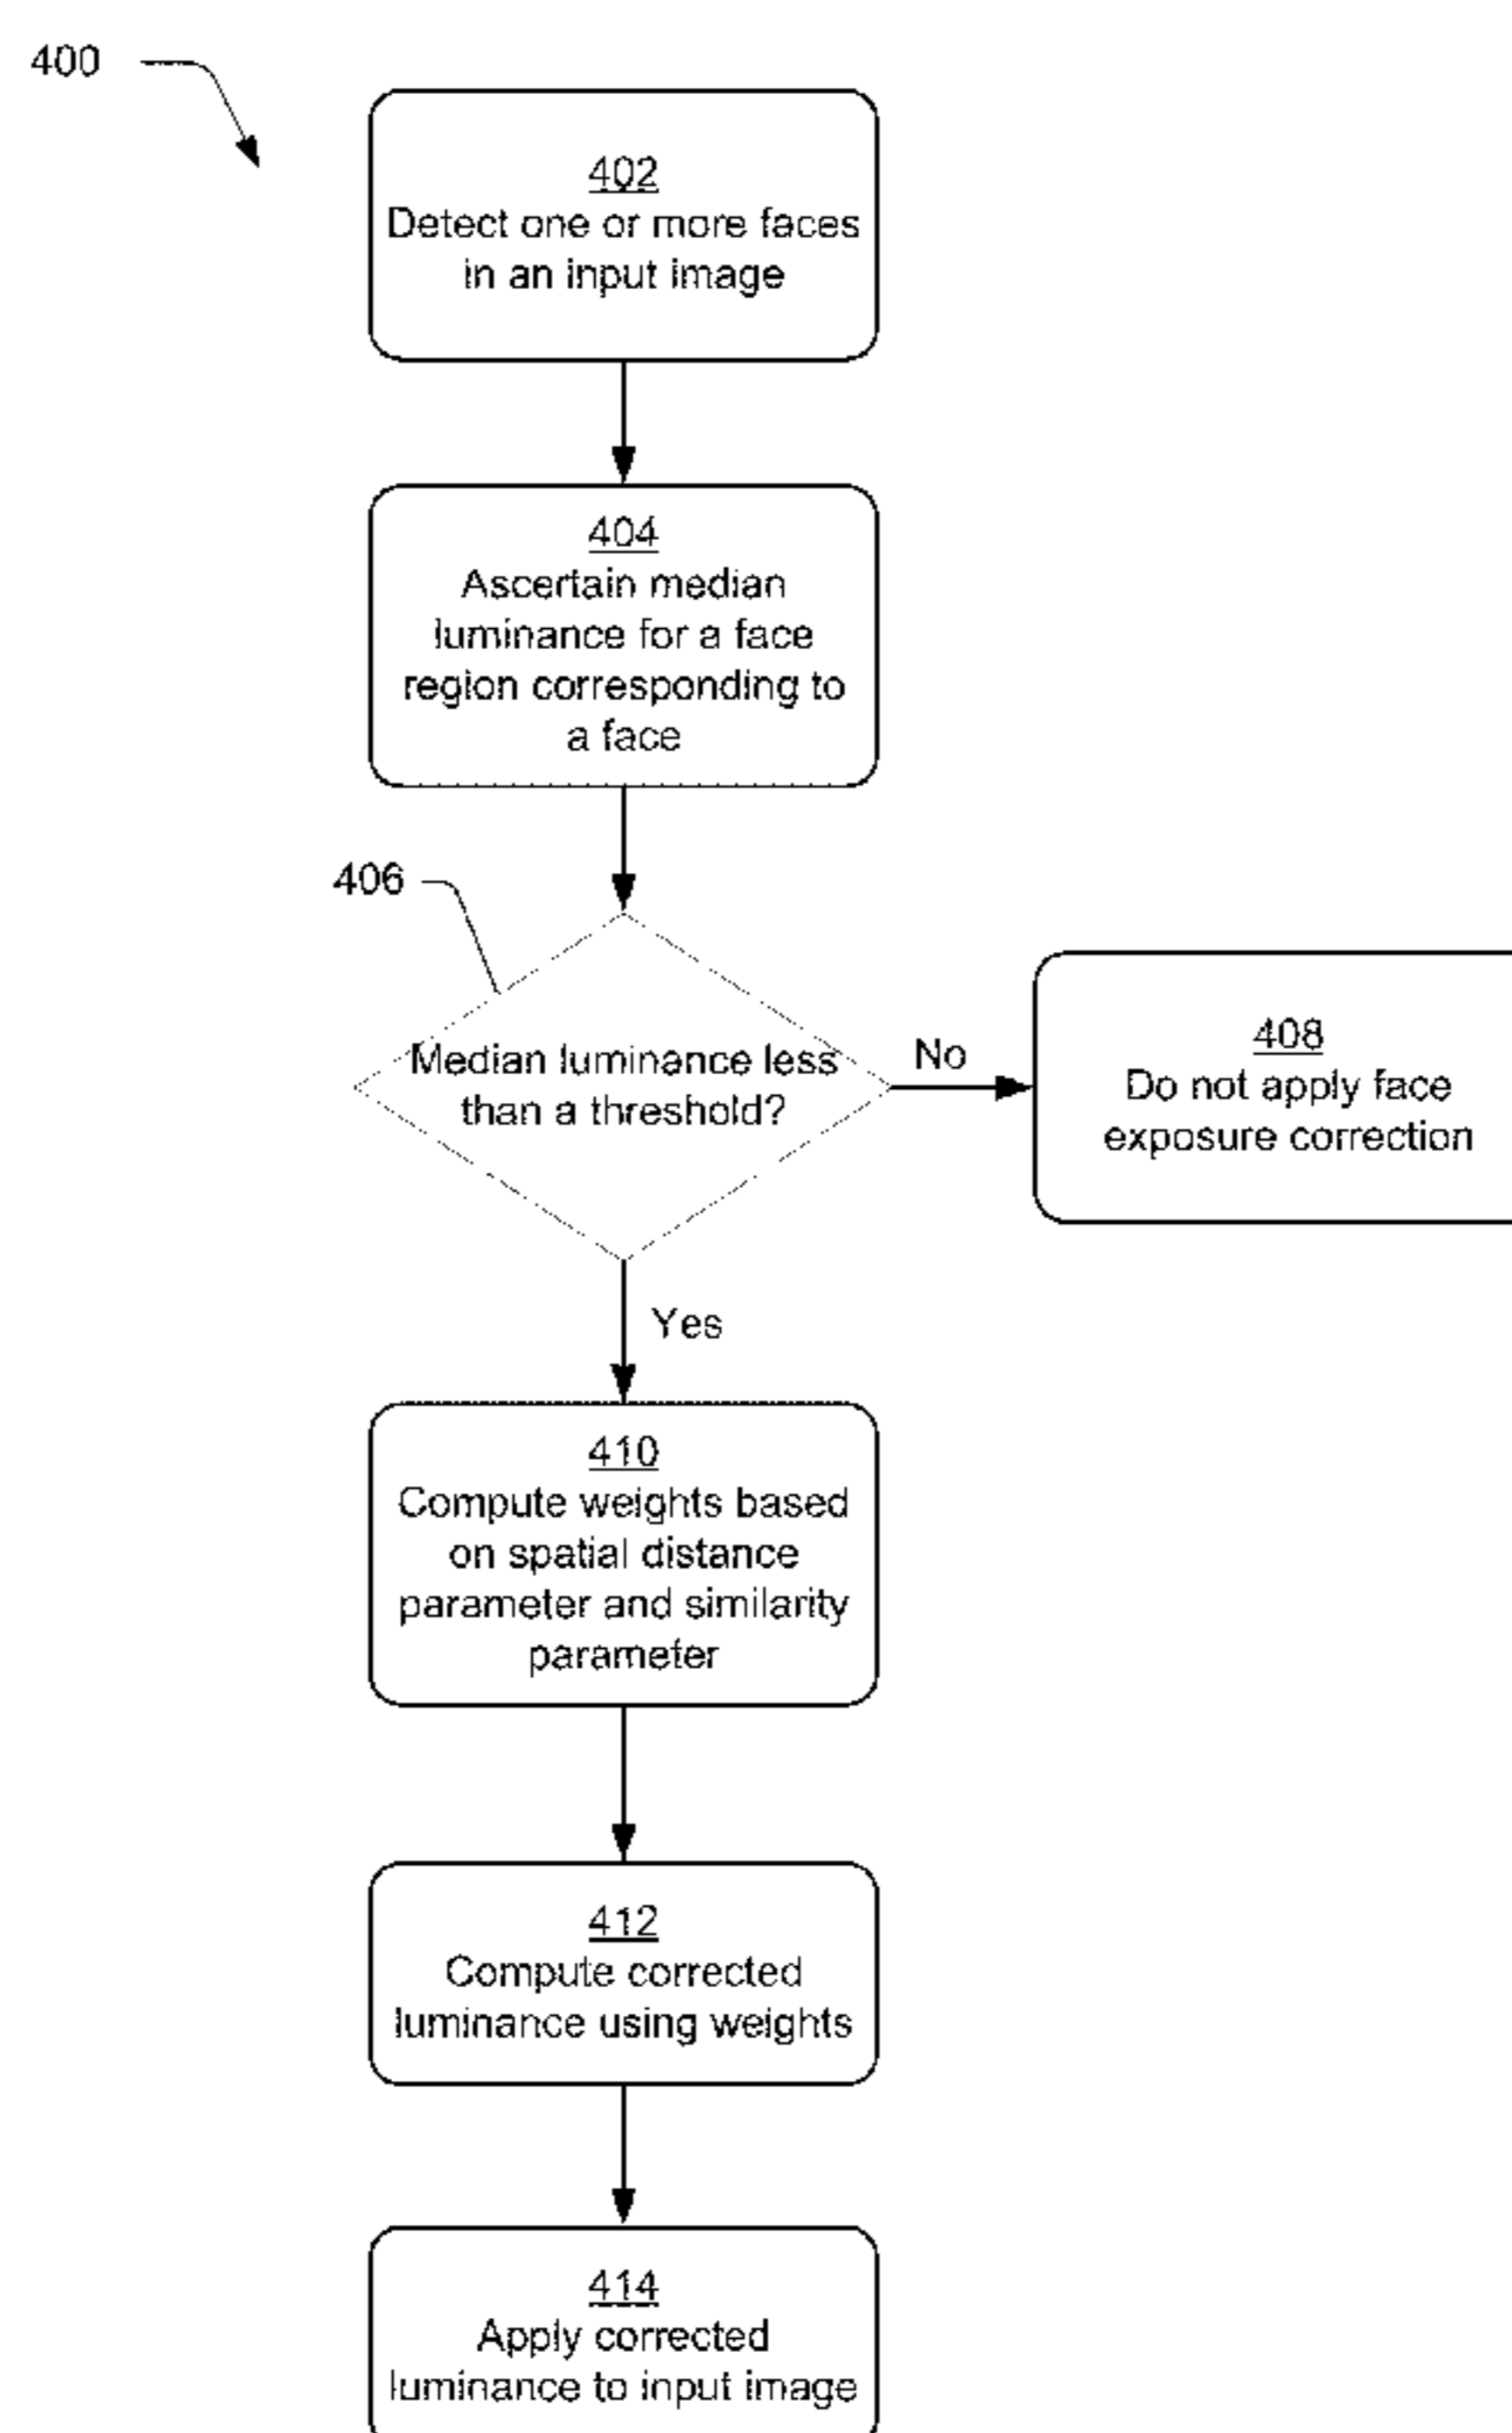 400
402
Detect one or more faces
in an input image
404
Ascertain median
luminance for a face
region corresponding to
a face
406
Median luminance less
than a threshold?
No
408
Do not apply face
exposure correction
Yes
410
Compute weights based
on spatial distance
parameter and similarity
parameter
412
Compute corrected
luminance using weights
414
Apply corrected
luminance to input image